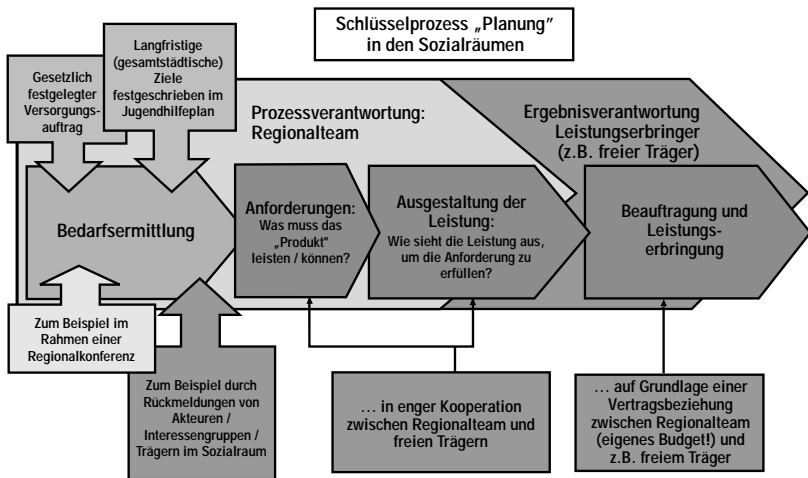 Schlüsselprozess „Planung"
in den Sozialräumen
Gesetzlich
festgelegter
Versorgungs-
auftrag
Langfristige
(gesamtstädtische)
Ziele
festgeschrieben im
Jugendhilfeplan
Prozessverantwortung:
Regionalteam
Ergebnisverantwortung
Leistungserbringer
(z.B. freier Träger)
Bedarfsermittlung
Anforderungen:
Was muss das
„Produkt"
leisten / können?
Ausgestaltung der
Leistung:
Wie sieht die Leistung aus,
um die Anforderung zu
erfüllen?
Beauftragung und
Leistungs-
erbringung
Zum Beispiel im
Rahmen einer
Regionalkonferenz
Zum Beispiel durch
Rückmeldungen von
Akteuren /
Interessengruppen /
Trägern im Sozialraum
… in enger Kooperation
zwischen Regionalteam und
freien Trägern
… auf Grundlage einer
Vertragsbeziehung
zwischen Regionalteam
(eigenes Budget!) und
z.B. freiem Träger